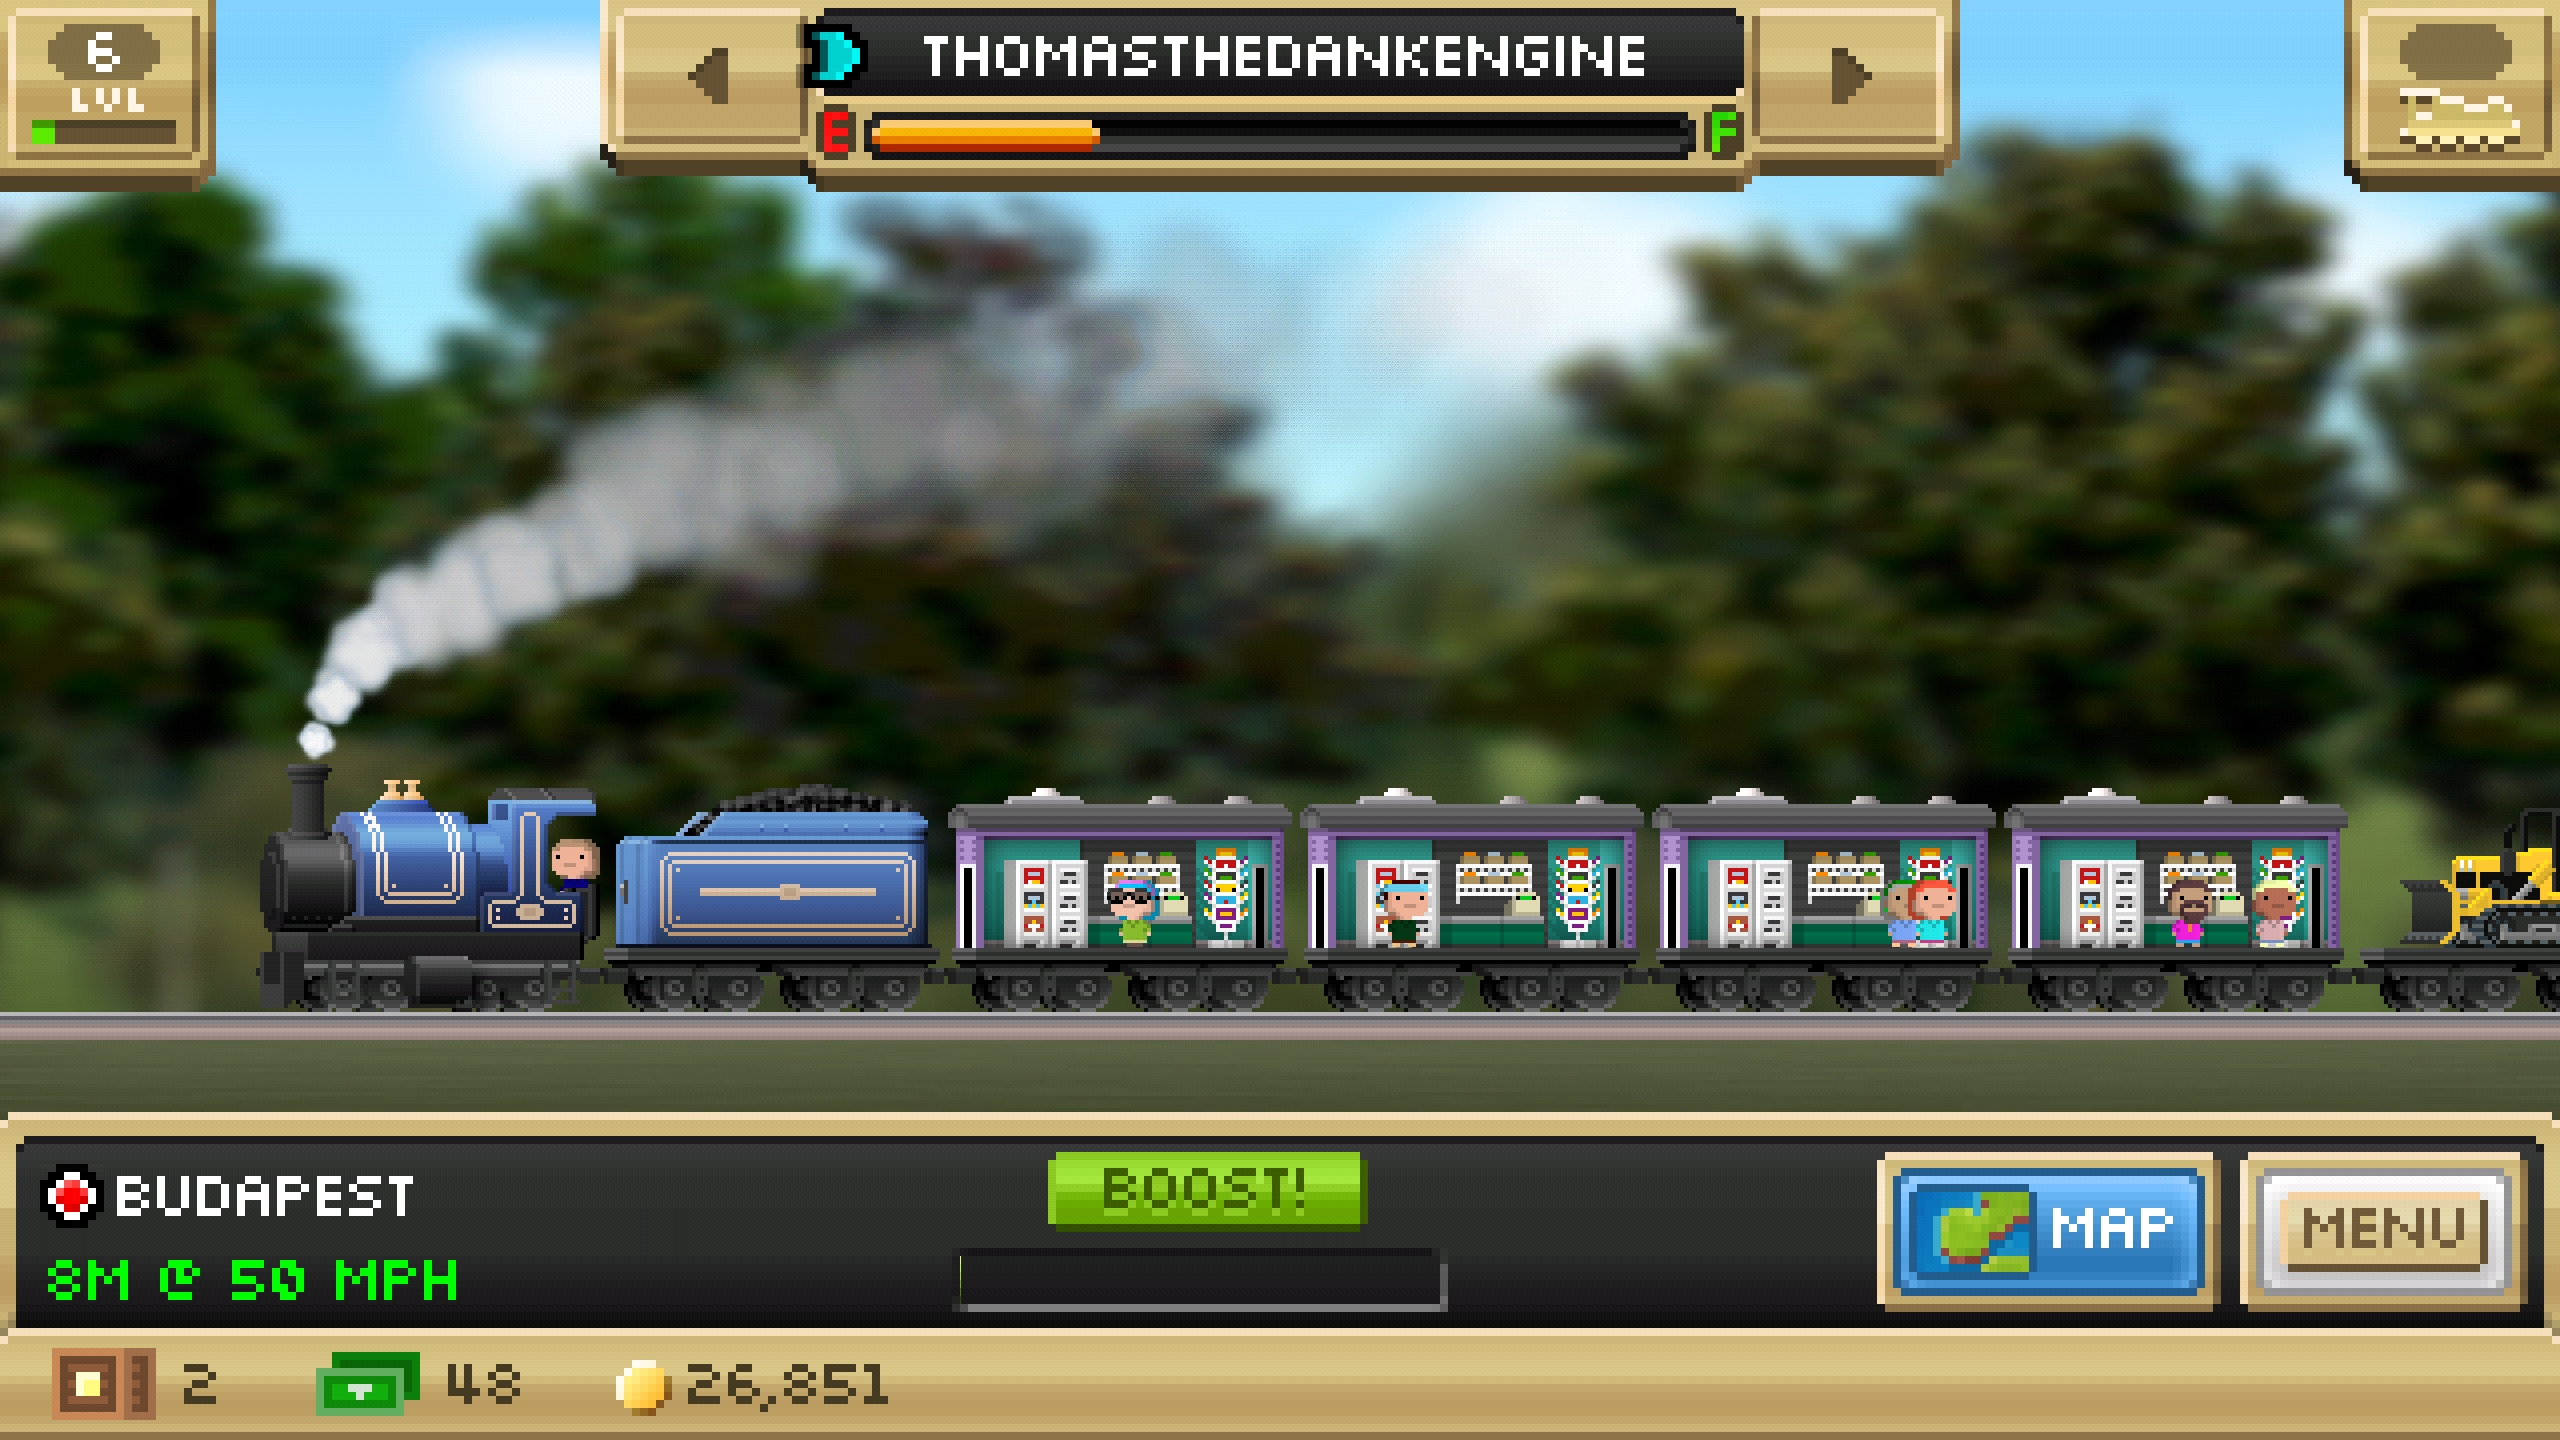 6
LVL
THOMASTHEDANKENGINE
E F
BUDAPEST
8M @ 50 MPH
BOOST!
MAP
MENU
2 48 26,851